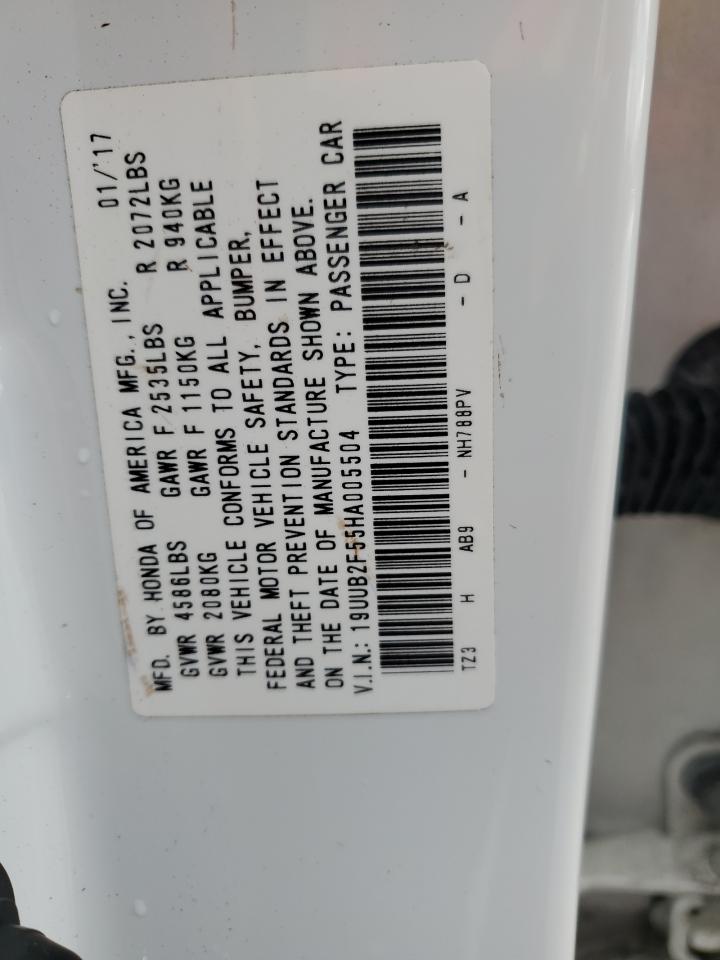 MFD. BY HONDA OF AMERICA MFG., INC. 01/'17
GVWR 4586LBS GAWR F 2535LBS R 2072LBS
GVWR 2080KG GAWR F 1150KG R 940KG
THIS VEHICLE CONFORMS TO ALL APPLICABLE
FEDERAL MOTOR VEHICLE SAFETY, BUMPER,
AND THEFT PREVENTION STANDARDS IN EFFECT
ON THE DATE OF MANUFACTURE SHOWN ABOVE.
V.I.N.: 19UUB2F55HA005504 TYPE: PASSENGER CAR
TZ3 H AB9 - NH788PV - D - A